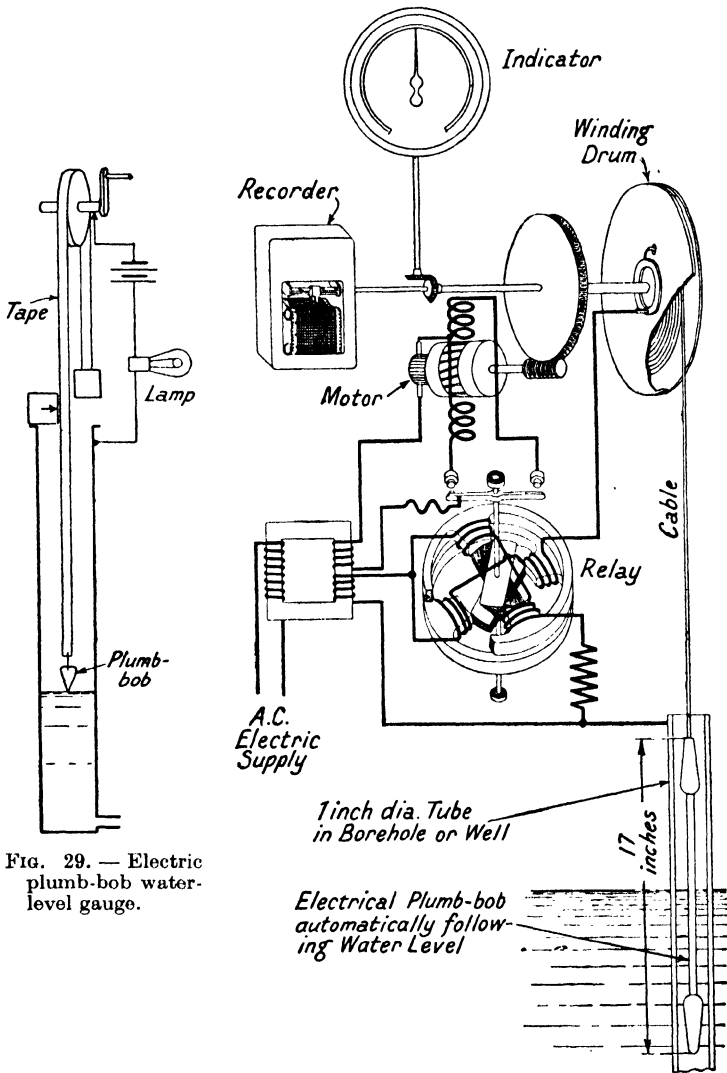 Indicator
Winding
Drum
Recorder
Tape
Lamp
Motor
Cable
Relay
Plumb-
bob
A.C.
Electric
Supply
1 inch dia. Tube
in Borehole or Well
17
inches
FIG. 29. — Electric
plumb-bob water-
level gauge.
Electrical Plumb-bob
automatically follow-
ing Water Level